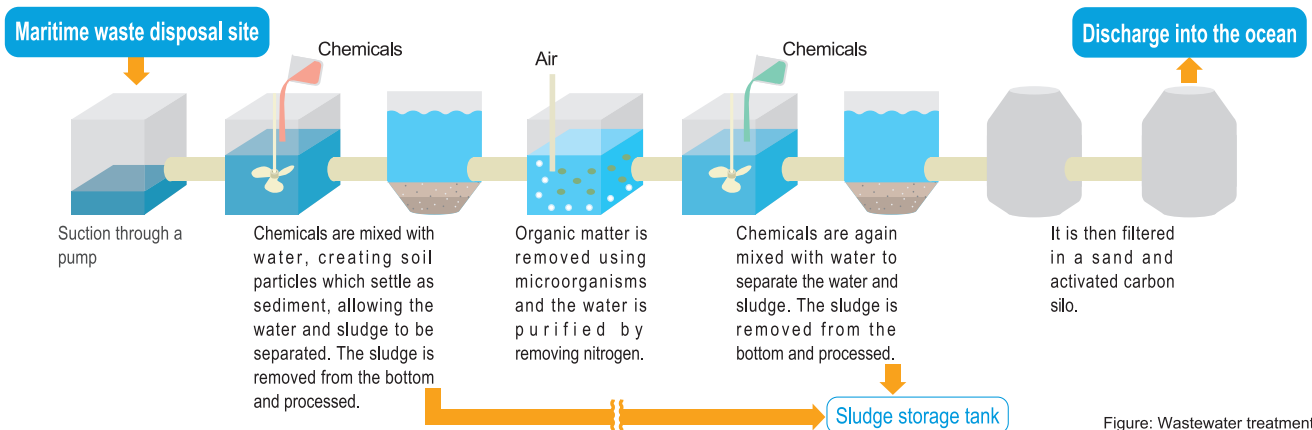 Maritime waste disposal site
Chemicals
Air
Chemicals
Discharge into the ocean
Suction through a
pump
Chemicals are mixed with
water, creating soil
particles which settle as
sediment, allowing the
water and sludge to be
separated. The sludge is
removed from the bottom
and processed.
Organic matter is
removed using
microorganisms
and the water is
purified by
removing nitrogen.
Chemicals are again
mixed with water to
separate the water and
sludge. The sludge is
removed from the
bottom and processed.
It is then filtered
in a sand and
activated carbon
silo.
Sludge storage tank
Figure: Wastewater treatment